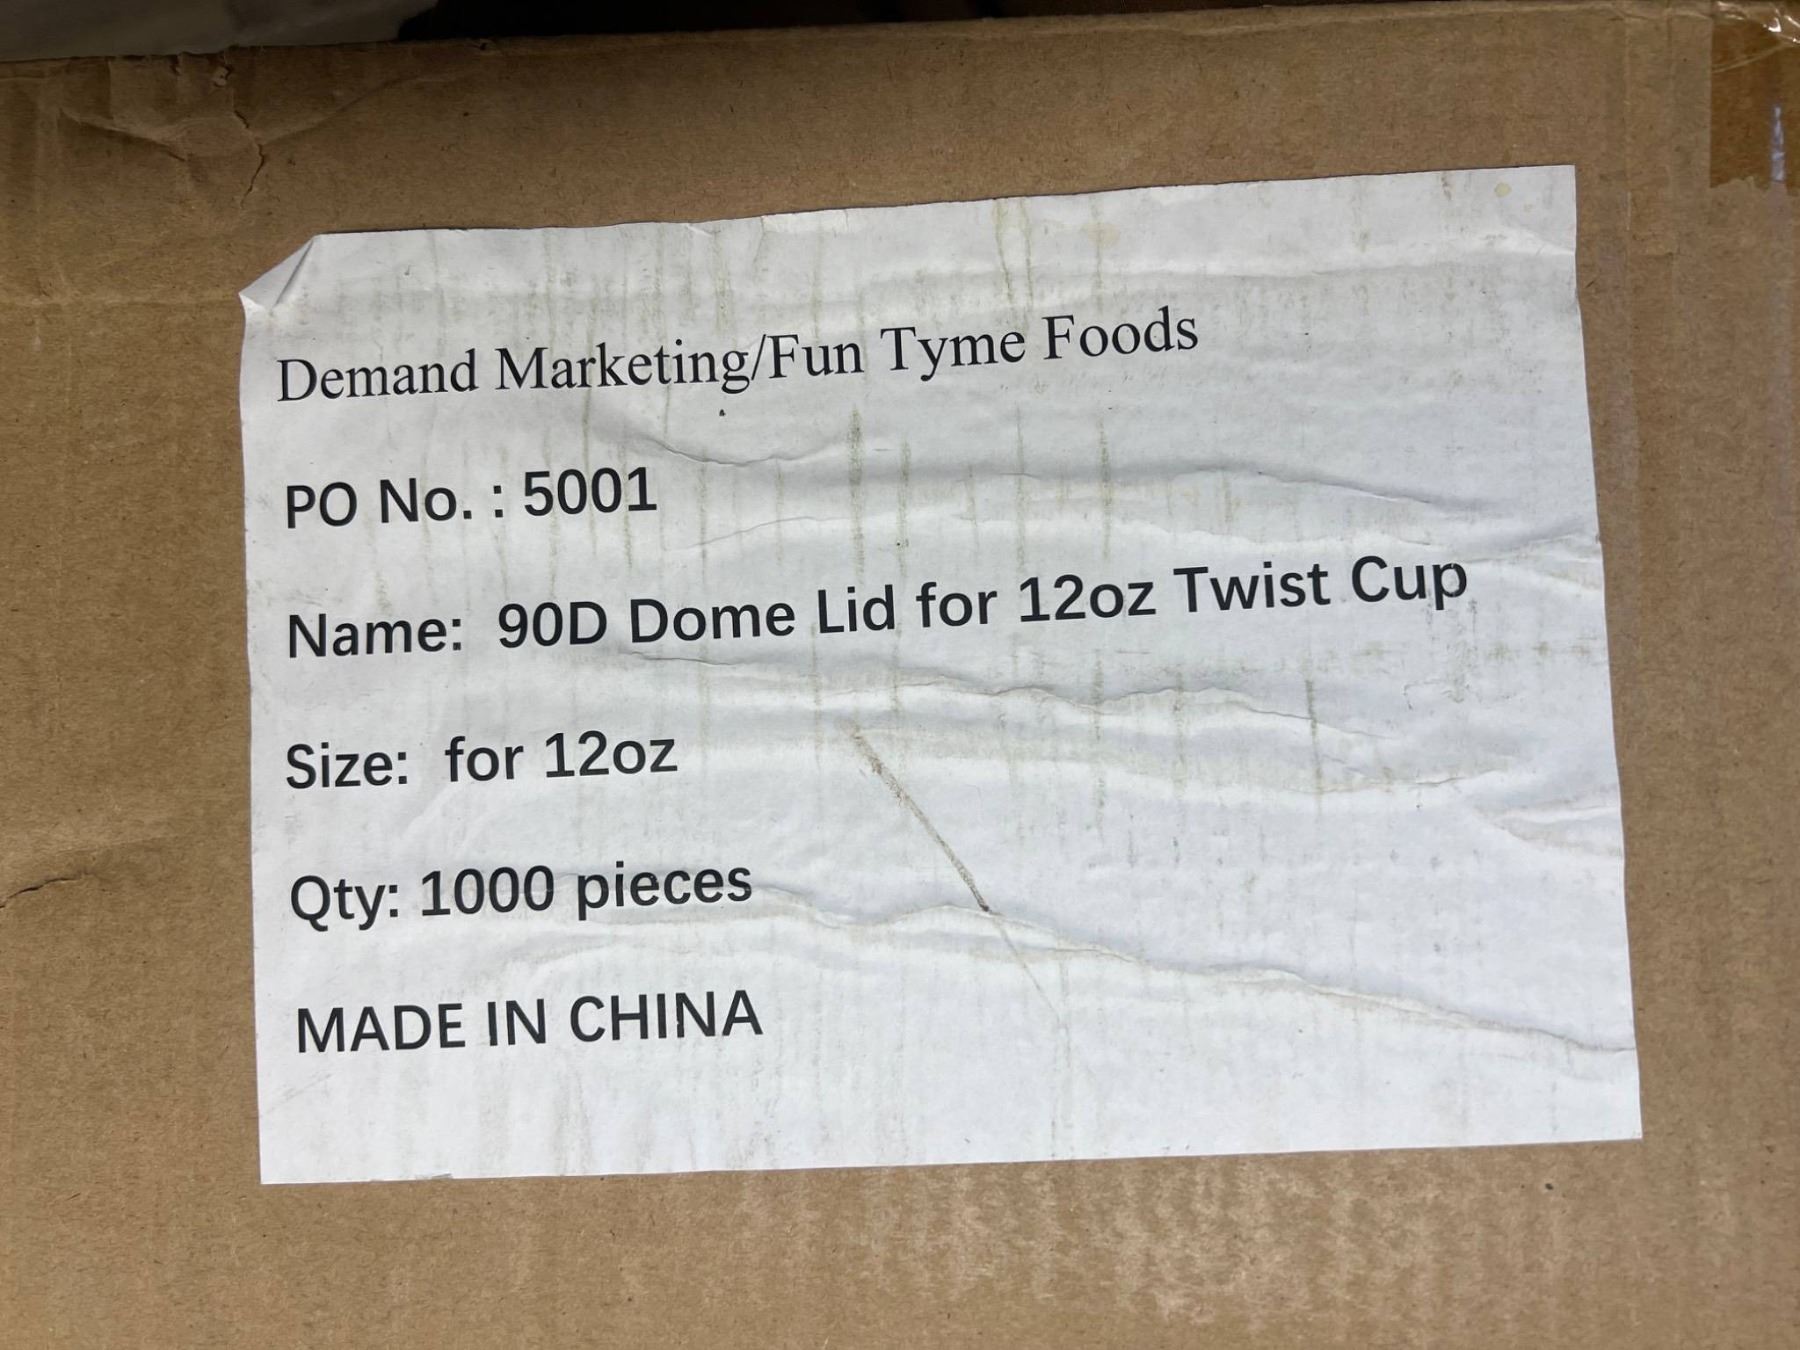 Demand Marketing/Fun Tyme Foods
PO No. : 5001
Name: 90D Dome Lid for 12oz Twist Cup
Size: for 12oz
Qty: 1000 pieces
MADE IN CHINA